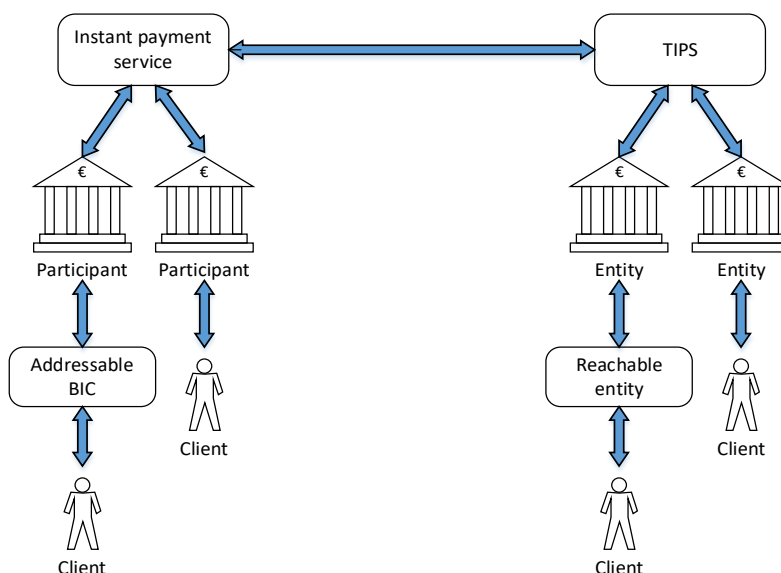 Instant payment
service
TIPS
€
€
€
€
Participant
Participant
Entity
Entity
Addressable
BIC
Reachable
entity
Client
Client
Client
Client